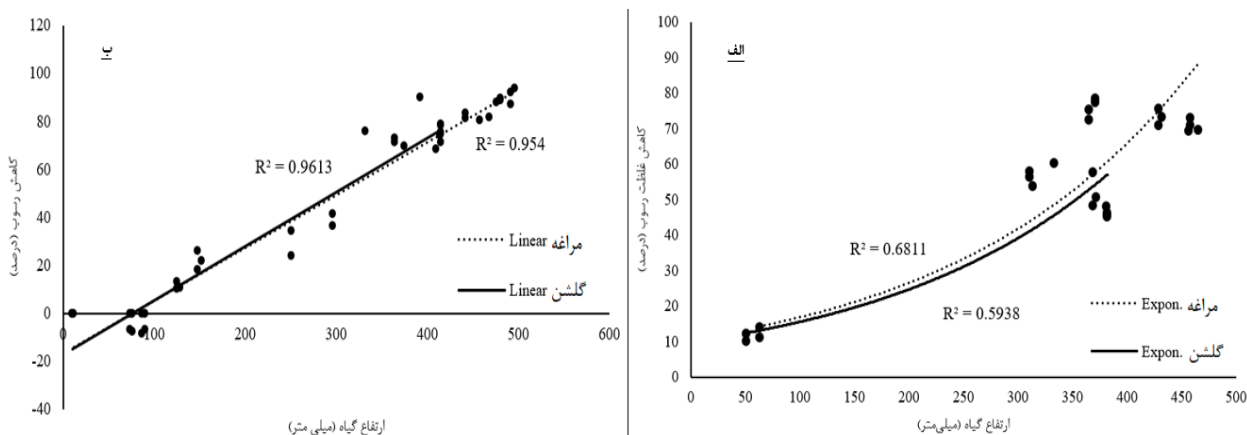 ب
120
100
80
60
40
20
0
-20
-40
0
100
200
300
400
500
600
R² = 0.9613
R² = 0.954
Linear مراغه
Linear گلشن
کاهش رسوب (درصد)
ارتفاع گیاه (میلی متر)
الف
100
90
80
70
60
50
40
30
20
10
0
0
50
100
150
200
250
300
350
400
450
500
R² = 0.6811
R² = 0.5938
Expon. مراغه
Expon. گلشن
کاهش غلظت رسوب (درصد)
ارتفاع گیاه (میلی‌متر)